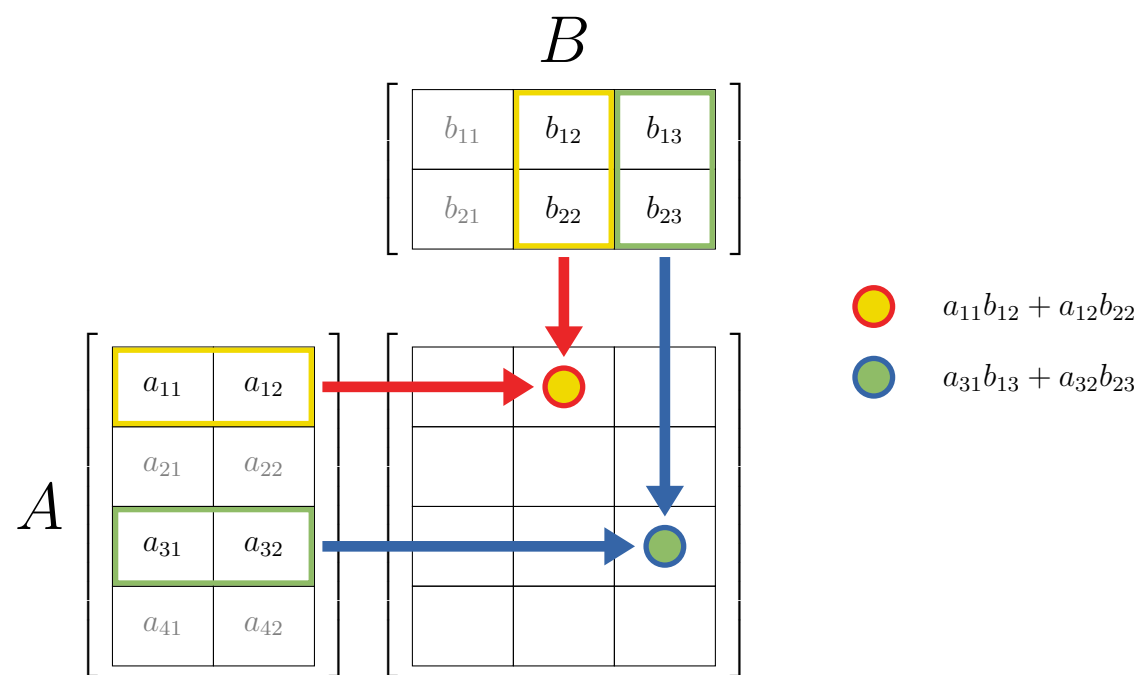 B
b₁₁ b₁₂ b₁₃
b₂₁ b₂₂ b₂₃
a₁₁b₁₂ + a₁₂b₂₂
a₃₁b₁₃ + a₃₂b₂₃
A
a₁₁ a₁₂
a₂₁ a₂₂
a₃₁ a₃₂
a₄₁ a₄₂